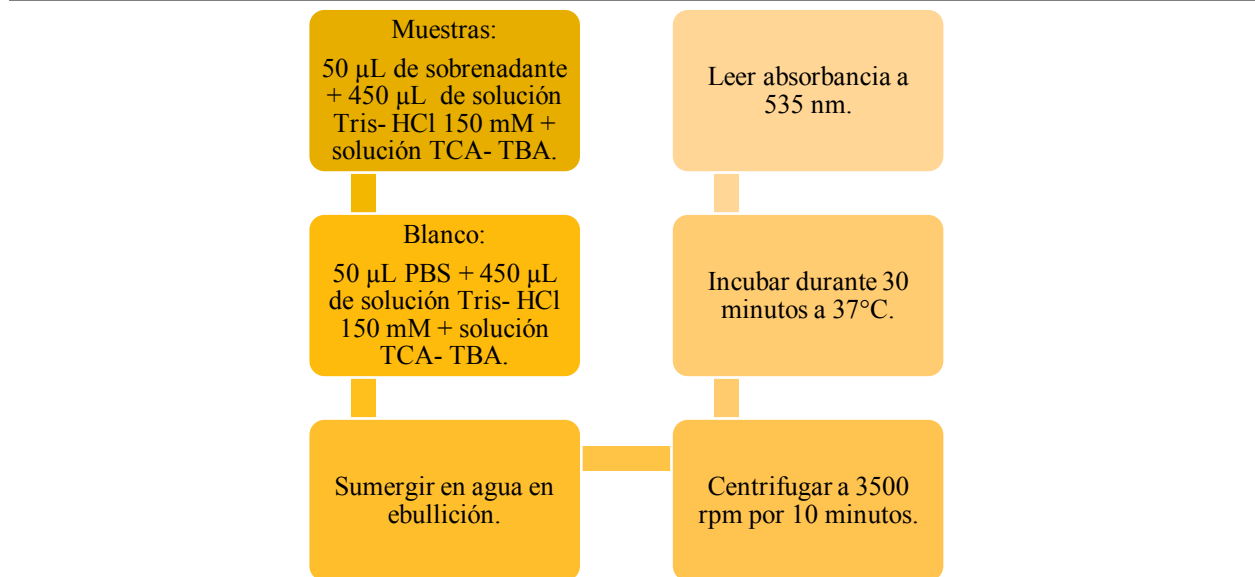 Muestras:
50 µL de sobrenadante
+ 450 µL de solución
Tris- HCl 150 mM +
solución TCA- TBA.
Blanco:
50 µL PBS + 450 µL
de solución Tris- HCl
150 mM + solución
TCA- TBA.
Sumergir en agua en
ebullición.
Centrifugar a 3500
rpm por 10 minutos.
Incubar durante 30
minutos a 37°C.
Leer absorbancia a
535 nm.